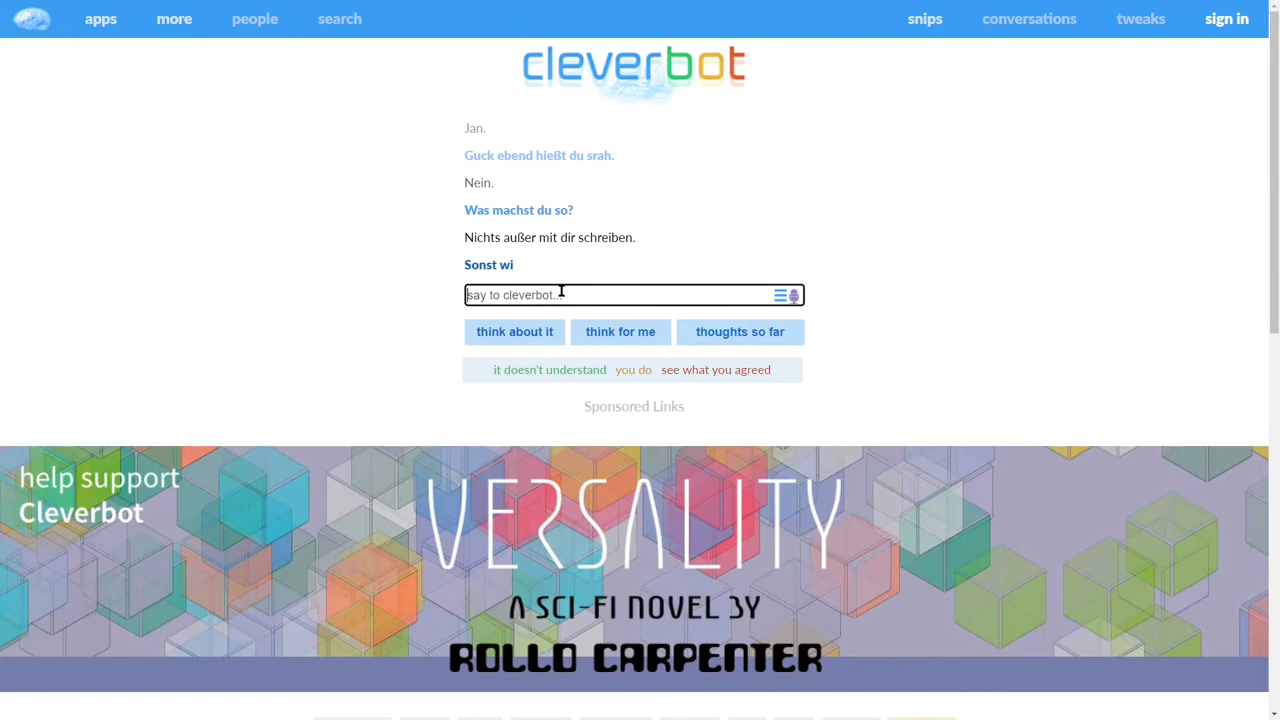 apps more people search snips conversations tweaks sign in
cleverbot
Jan.
Guck ebend hießt du srah.
Nein.
Was machst du so?
Nichts außer mit dir schreiben.
Sonst wi
say to cleverbot...
think about it think for me thoughts so far
it doesn't understand you do see what you agreed
Sponsored Links
help support
Cleverbot
VERSALITY
A SCI-FI NOVEL BY
ROLLO CARPENTER